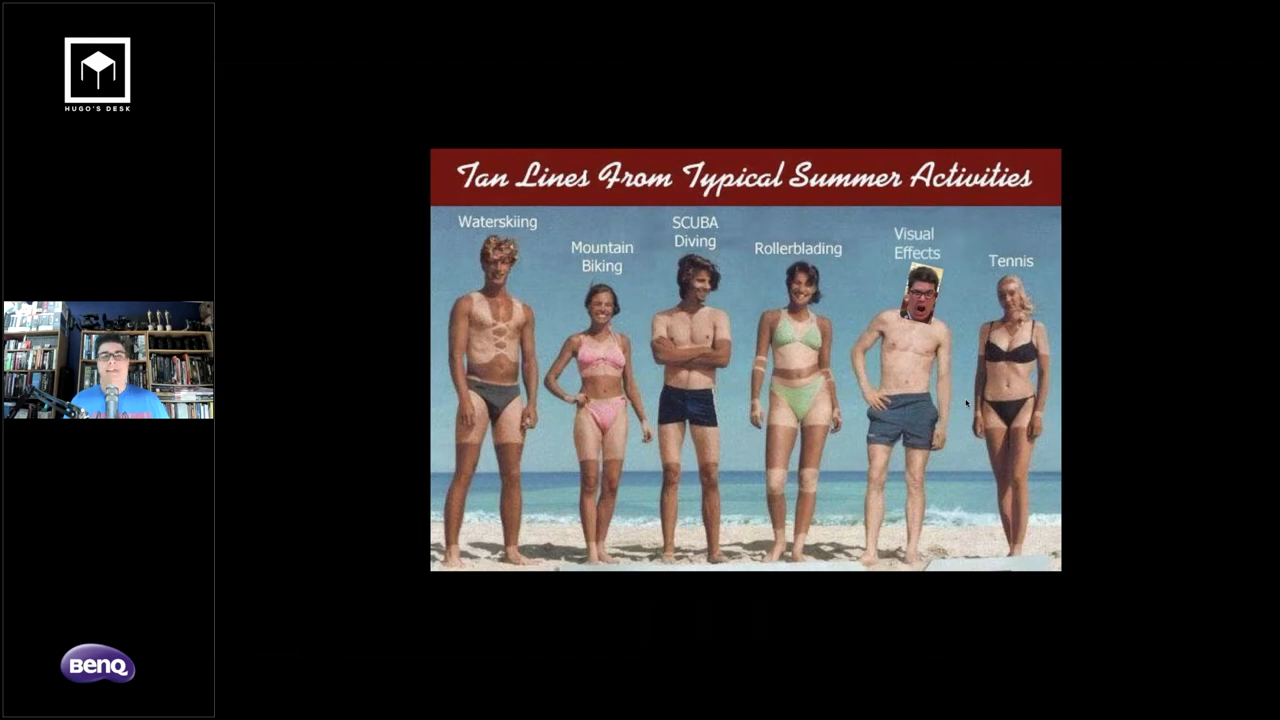 HUGO'S DESK
Tan Lines From Typical Summer Activities
Waterskiing
Mountain
Biking
SCUBA
Diving
Rollerblading
Visual
Effects
Tennis
BenQ